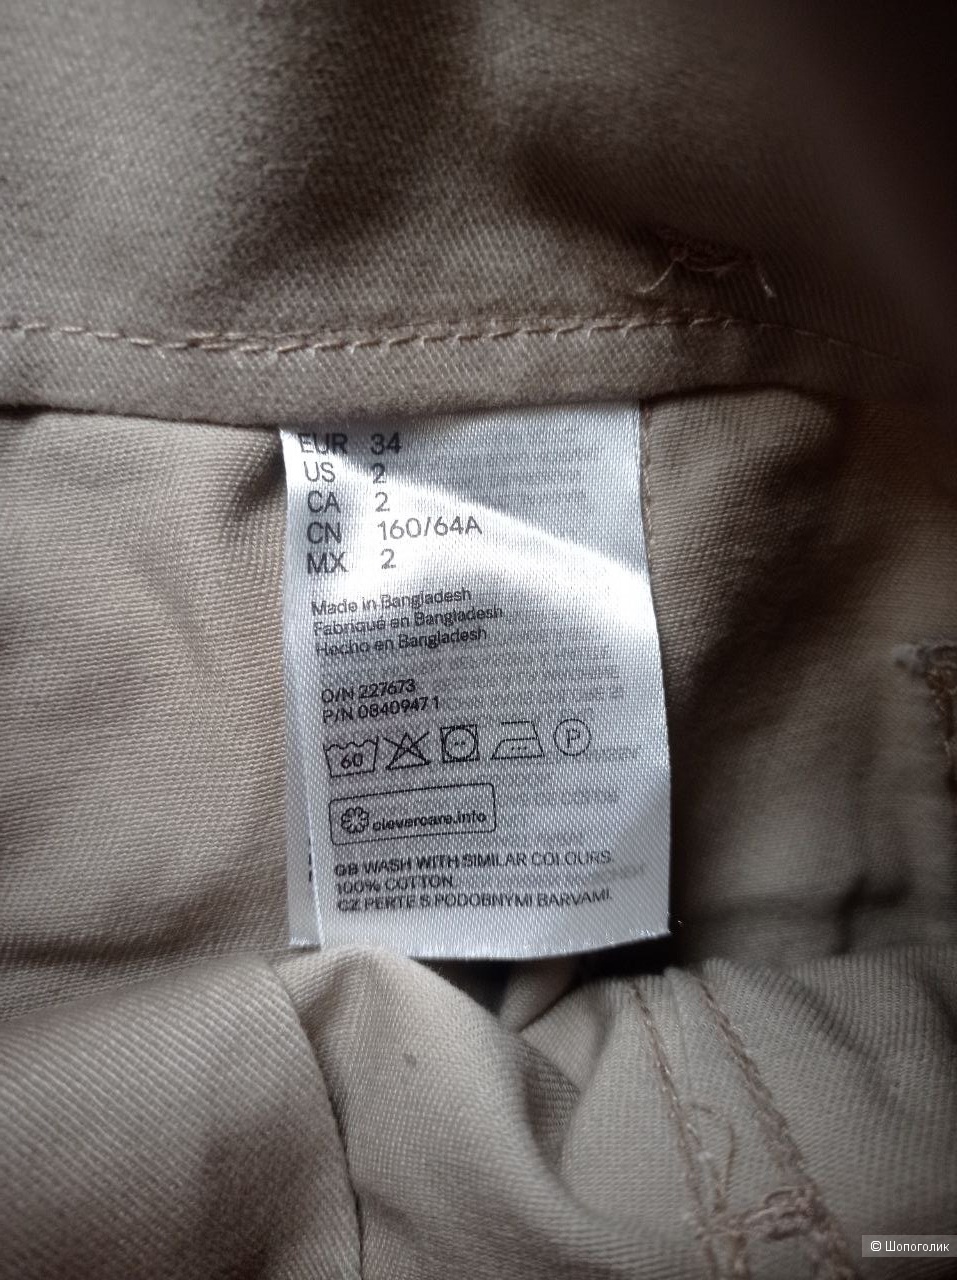 EUR 34
US 2
CA 2
CN 160/64A
MX 2
Made in Bangladesh
Fabriqué en Bangladesh
Hecho en Bangladesh
O/N 227673
P/N 08409471
60 P
clevercare.info
GB WASH WITH SIMILAR COLOURS.
100% COTTON
CZ PERTE S PODOBNÝMI BARVAMI.
© Шопоголик